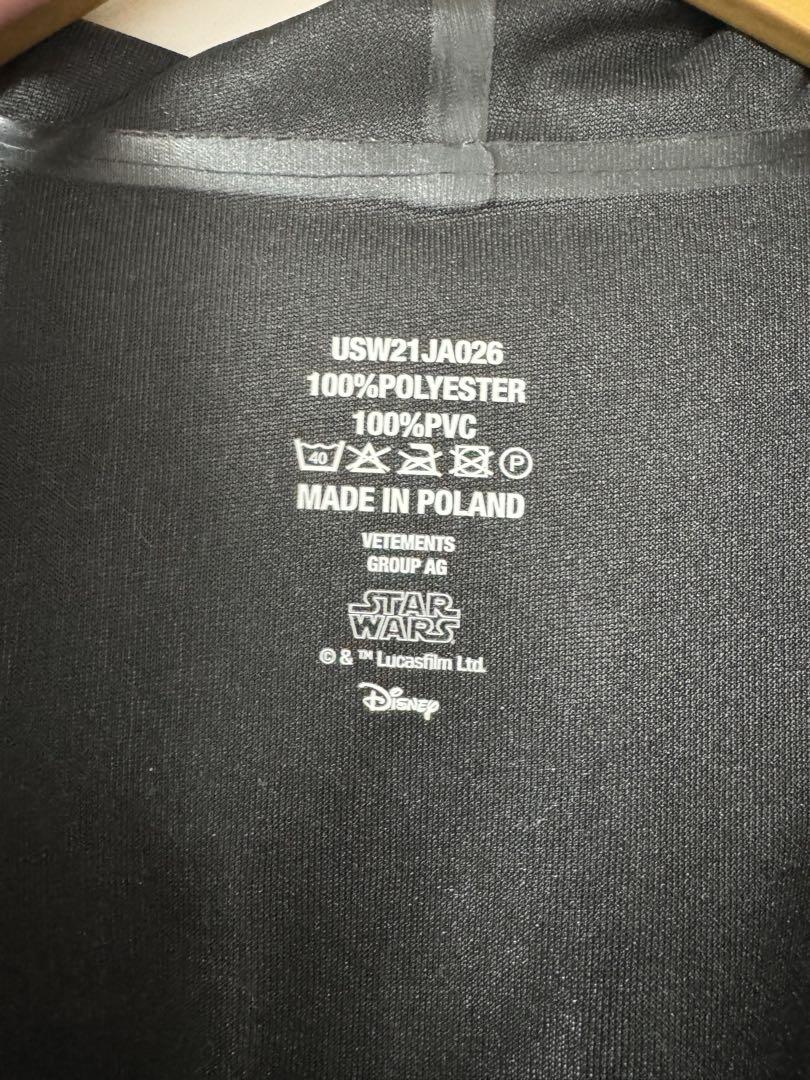 USW21JA026
100%POLYESTER
100%PVC
40 P
MADE IN POLAND
VETEMENTS
GROUP AG
STAR
WARS
© & ™ Lucasfilm Ltd.
Disney